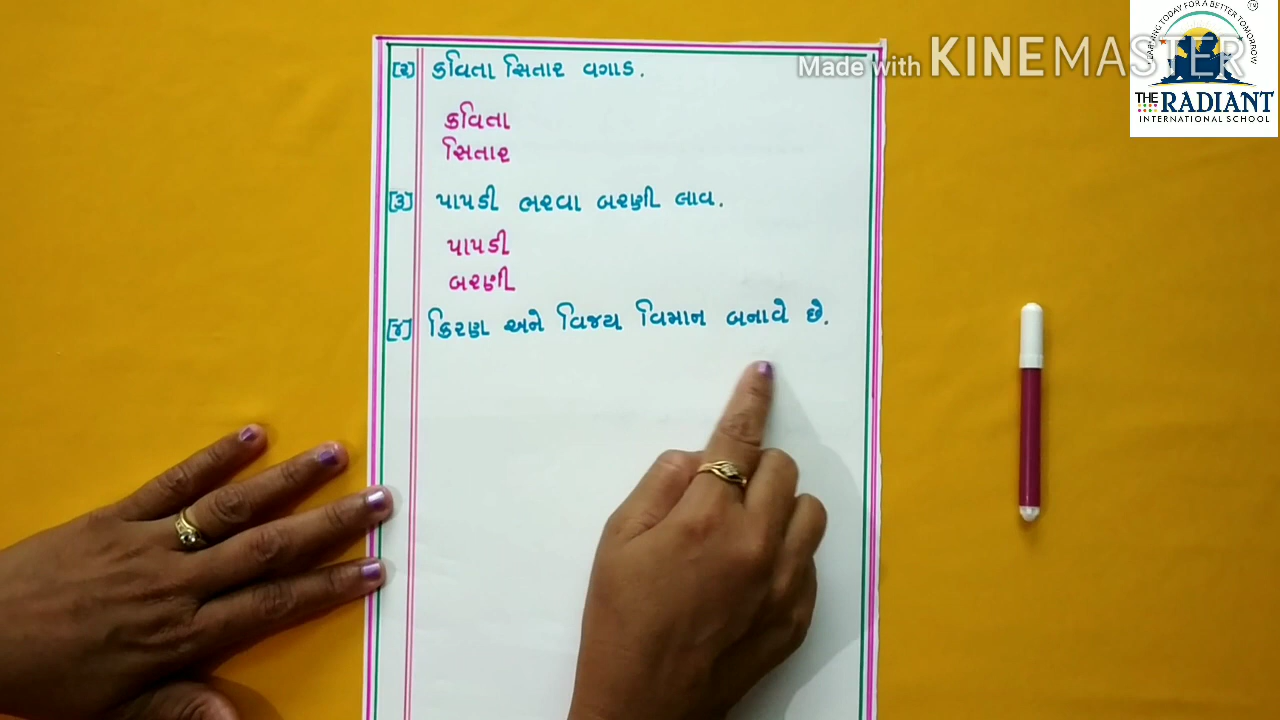 [૨] કવિતા સિતાર વગાડ.
કવિતા
સિતાર
[૩] પાપડી ભરવા બરણી લાવ.
પાપડી
બરણી
[૪] કિરણ અને વિજય વિમાન બનાવે છે.
Made with KINEMASTER
THE RADIANT
INTERNATIONAL SCHOOL